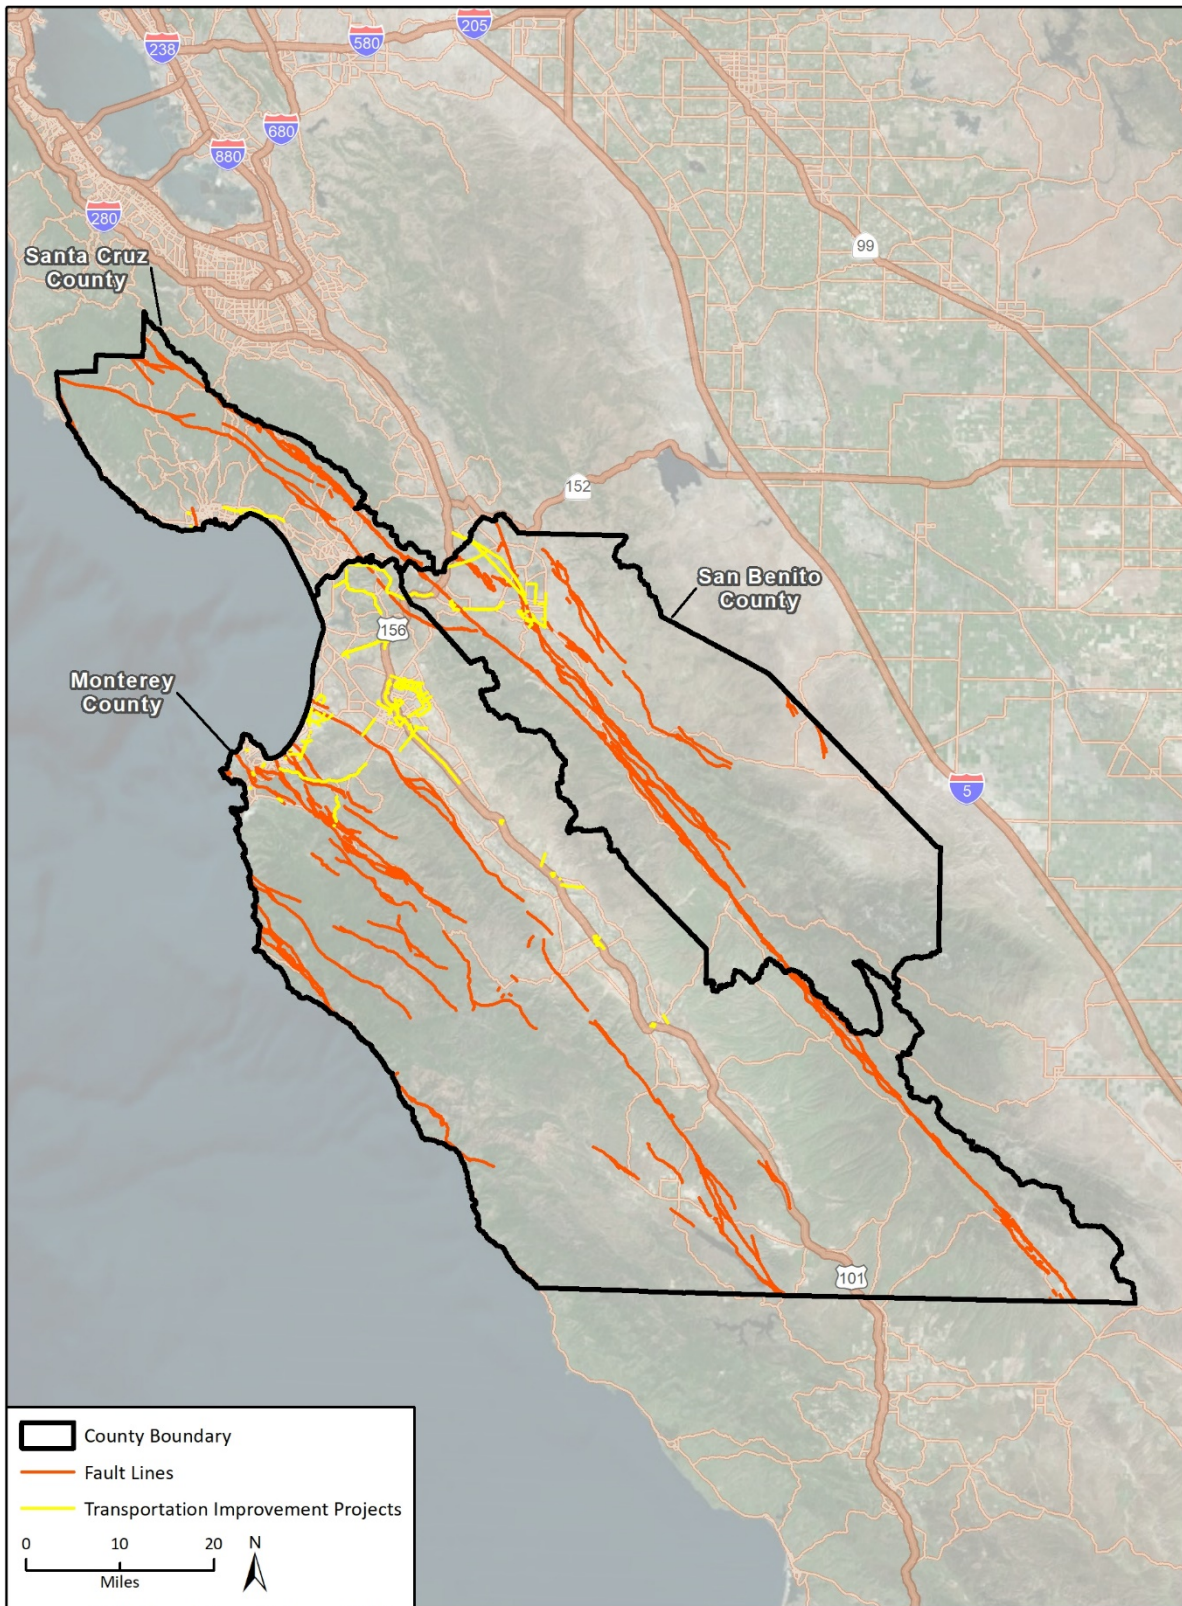 205
580
238
680
880
280
99
Santa Cruz
County
152
San Benito
County
156
Monterey
County
5
101
County Boundary
Fault Lines
Transportation Improvement Projects
0 10 20
Miles
N